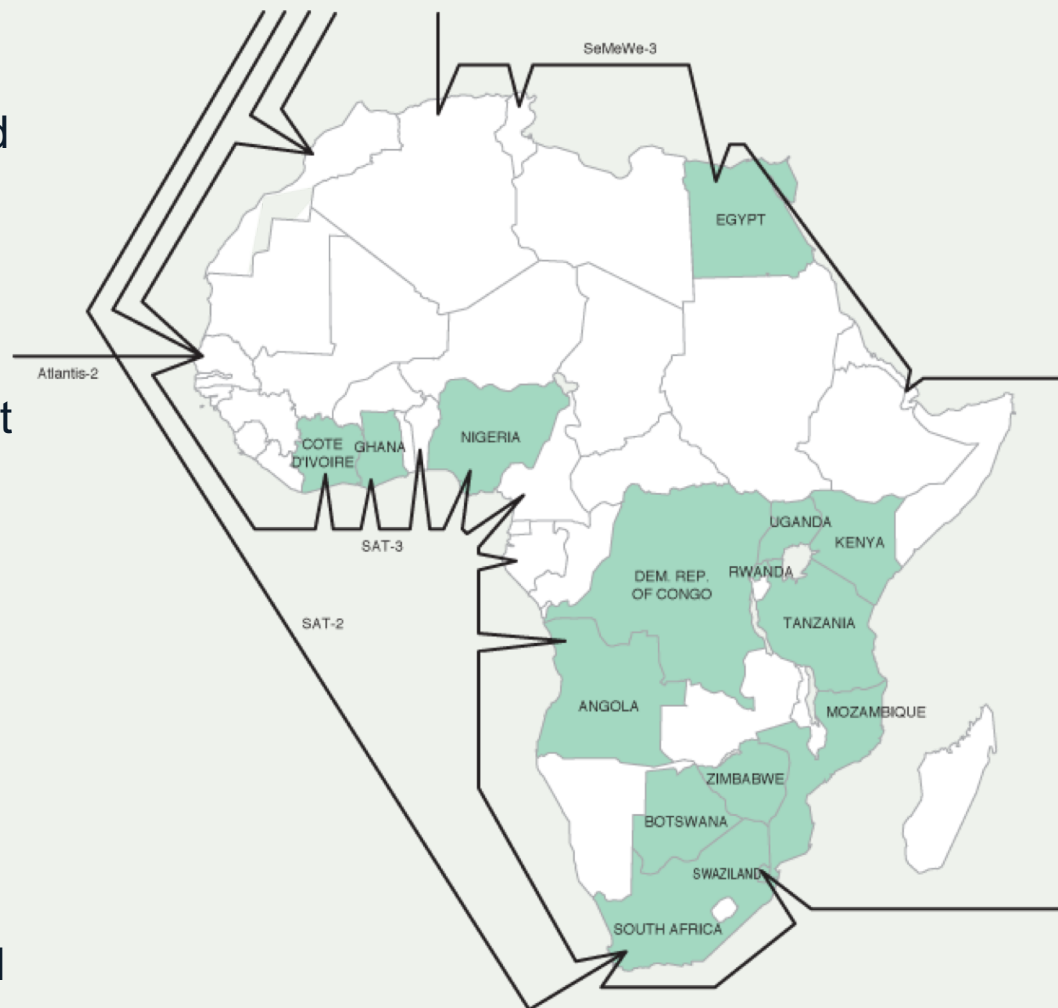 SeMeWe-3
d
EGYPT
Atlantis-2
t
COTE
D'IVOIRE
GHANA
NIGERIA
SAT-3
UGANDA
KENYA
RWANDA
DEM. REP.
OF CONGO
TANZANIA
SAT-2
ANGOLA
MOZAMBIQUE
ZIMBABWE
BOTSWANA
SWAZILAND
SOUTH AFRICA
d